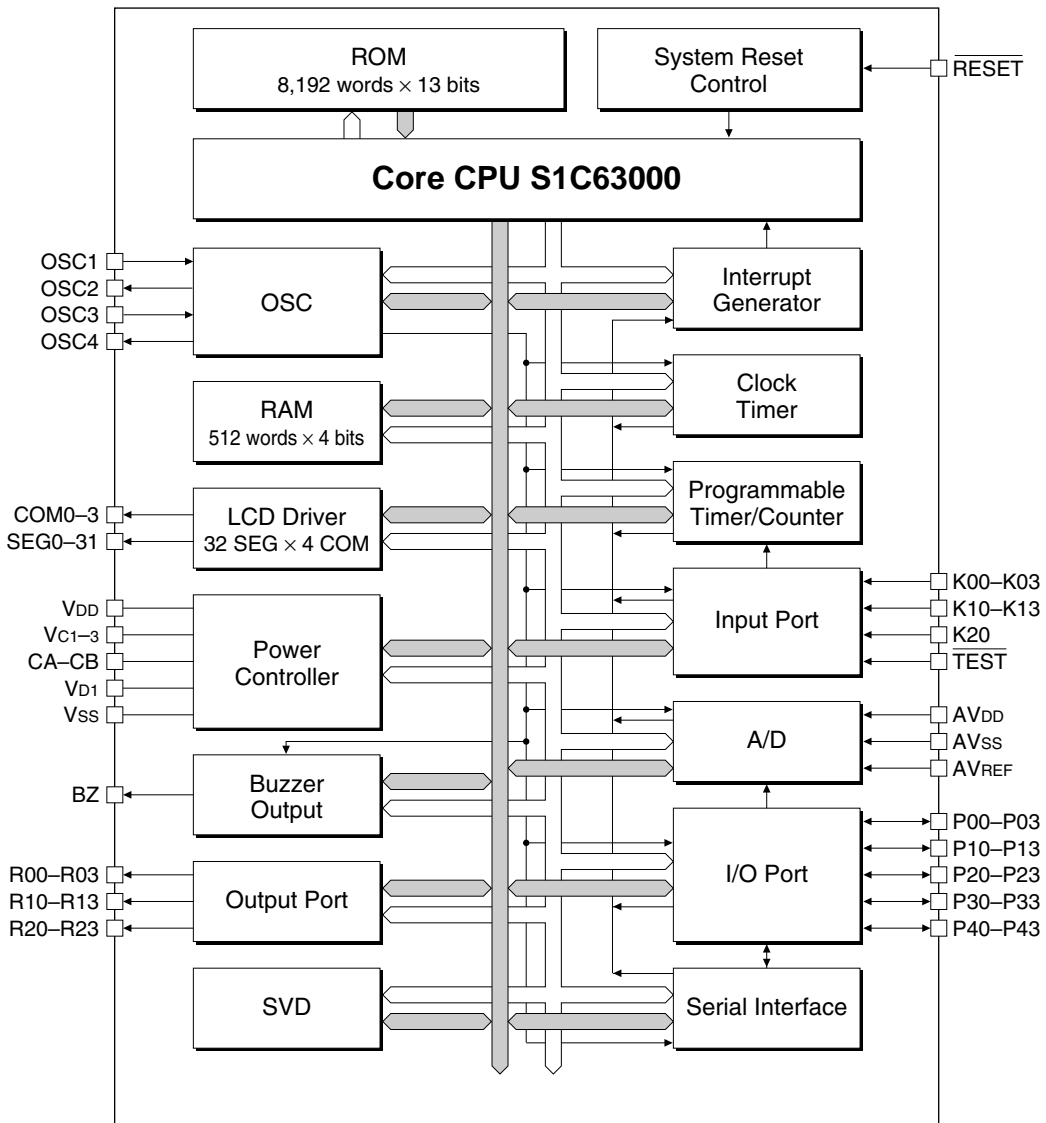 ROM
8,192 words × 13 bits
System Reset
Control
RESET
Core CPU S1C63000
OSC1
OSC2
OSC3
OSC4
OSC
Interrupt
Generator
RAM
512 words × 4 bits
Clock
Timer
COM0–3
SEG0–31
LCD Driver
32 SEG × 4 COM
Programmable
Timer/Counter
VDD
VC1–3
CA–CB
VD1
VSS
Power
Controller
Input Port
K00–K03
K10–K13
K20
TEST
A/D
AVDD
AVSS
AVREF
BZ
Buzzer
Output
R00–R03
R10–R13
R20–R23
Output Port
I/O Port
P00–P03
P10–P13
P20–P23
P30–P33
P40–P43
SVD
Serial Interface